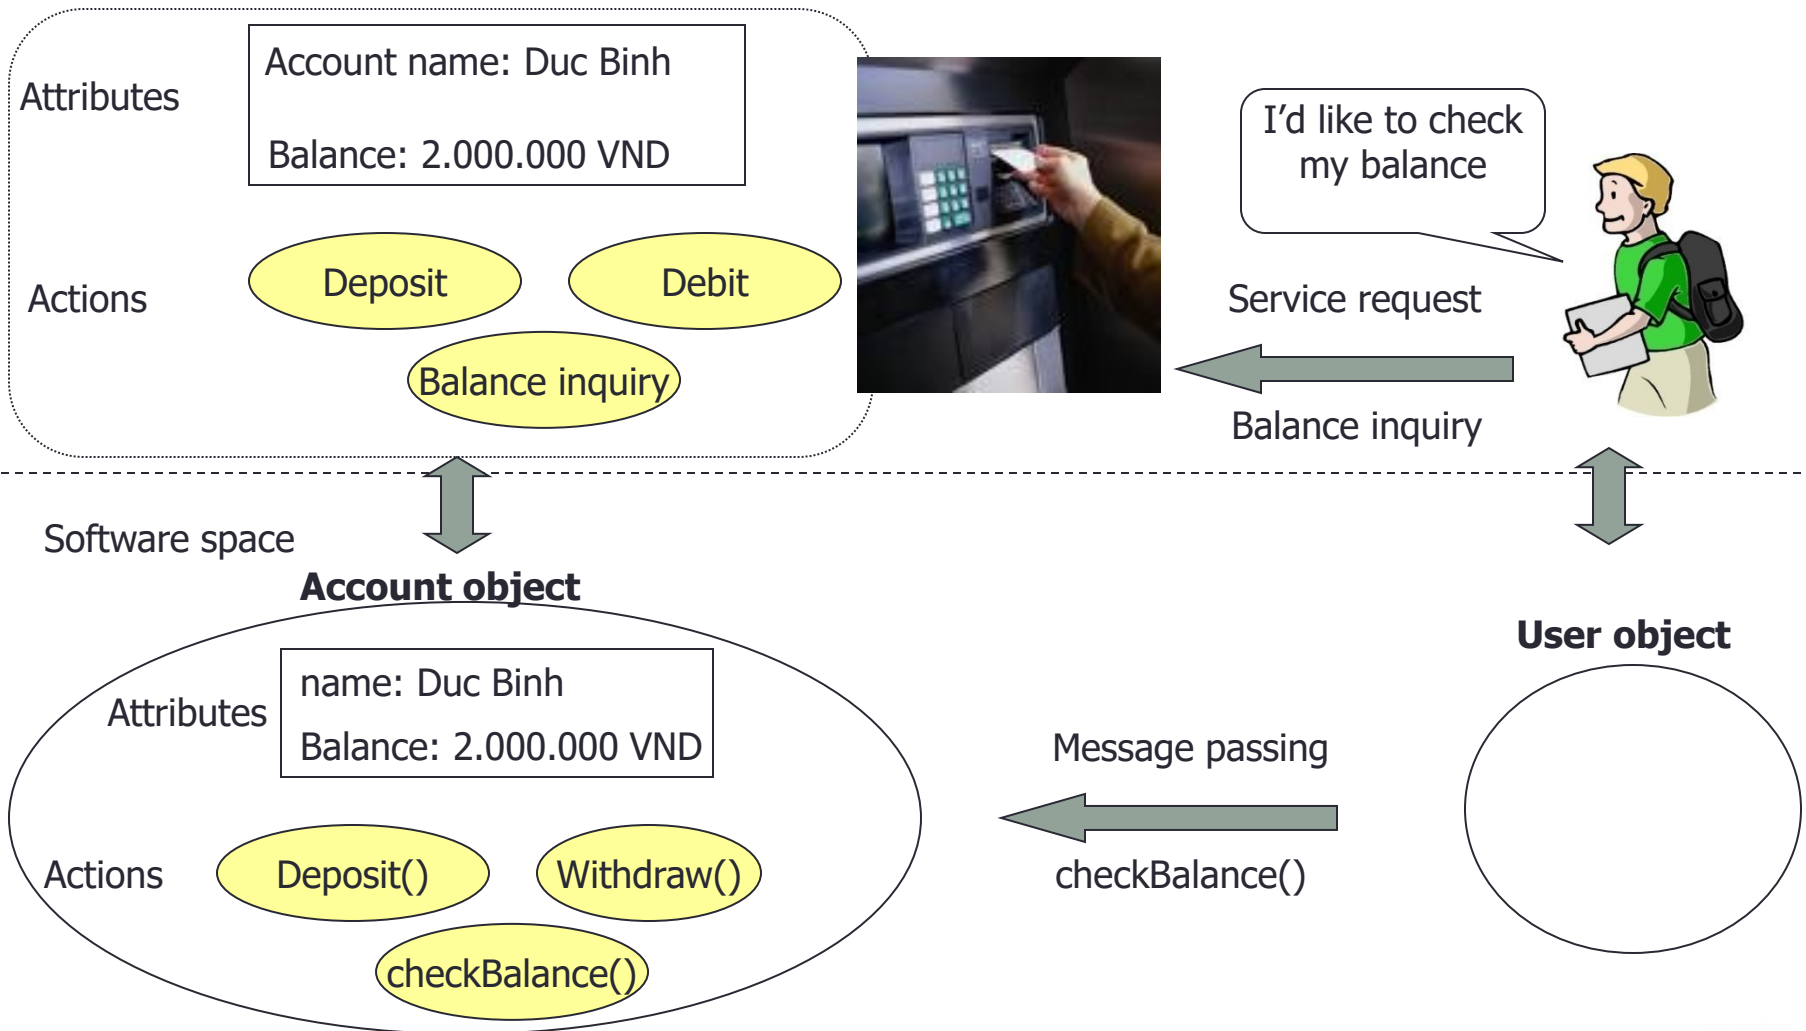 Account name: Duc Binh
Attributes
Balance: 2.000.000 VND
I’d like to check
my balance
Actions
Deposit
Debit
Balance inquiry
Service request
Balance inquiry
Software space
Account object
Attributes
name: Duc Binh
Balance: 2.000.000 VND
Actions
Deposit()
Withdraw()
checkBalance()
Message passing
checkBalance()
User object